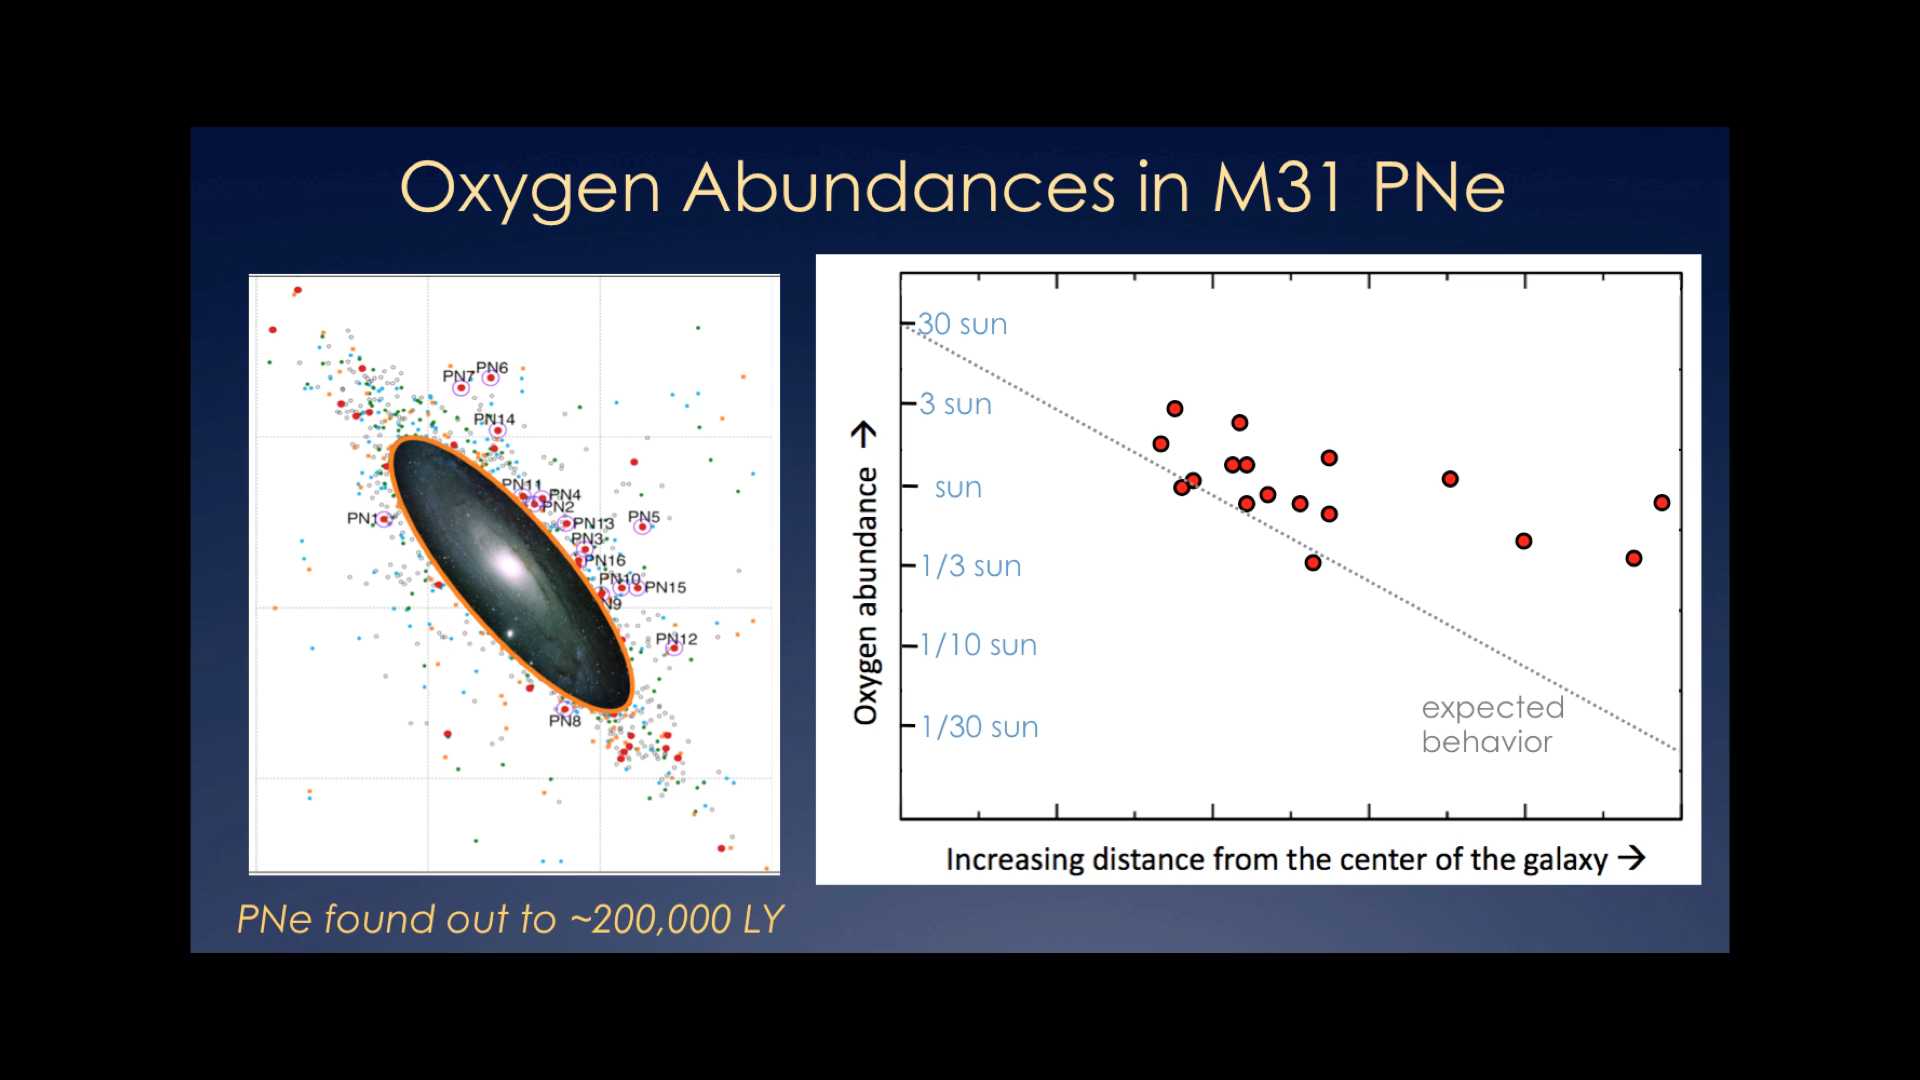 Oxygen Abundances in M31 PNe
PN6
PN7
PN14
PN11
PN4
PN2
PN1
PN13
PN5
PN3
PN16
PN10
PN15
N9
PN12
PN8
PNe found out to ~200,000 LY
Oxygen abundance →
30 sun
3 sun
sun
1/3 sun
1/10 sun
1/30 sun
expected
behavior
Increasing distance from the center of the galaxy →